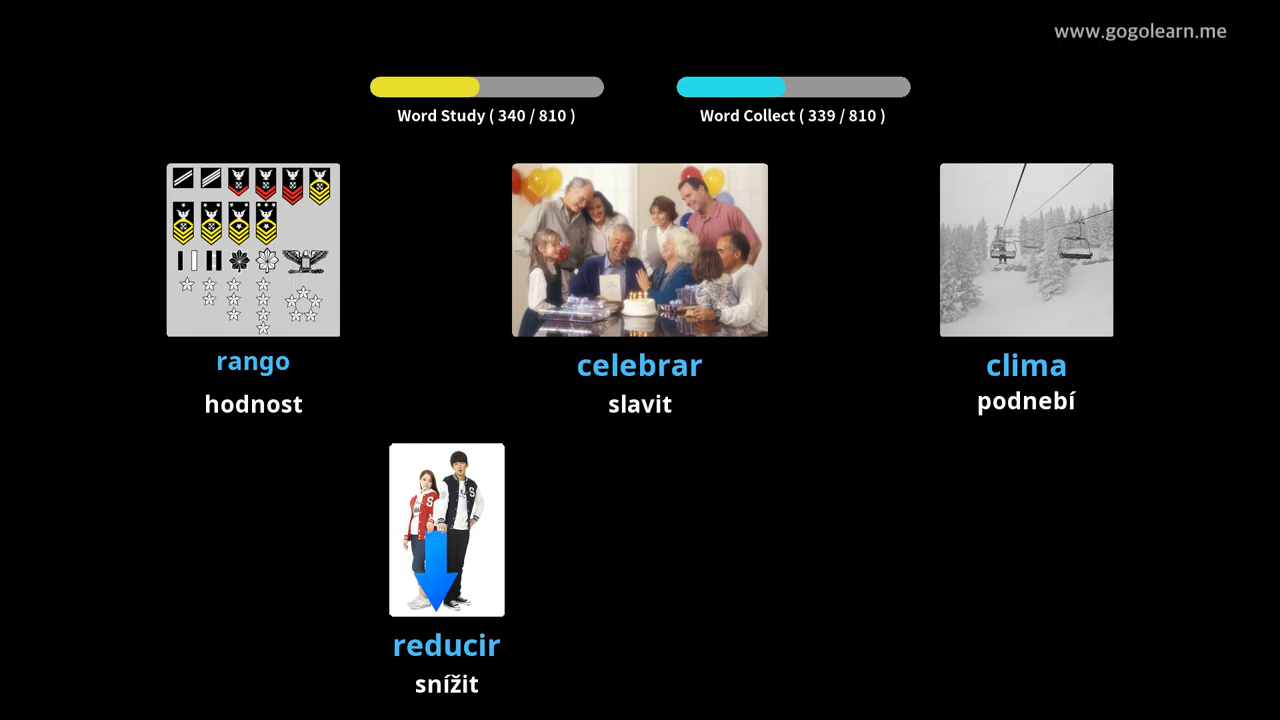 www.gogolearn.me
Word Study ( 340 / 810 )
Word Collect ( 339 / 810 )
rango
hodnost
celebrar
slavit
clima
podnebí
S
S
reducir
snížit